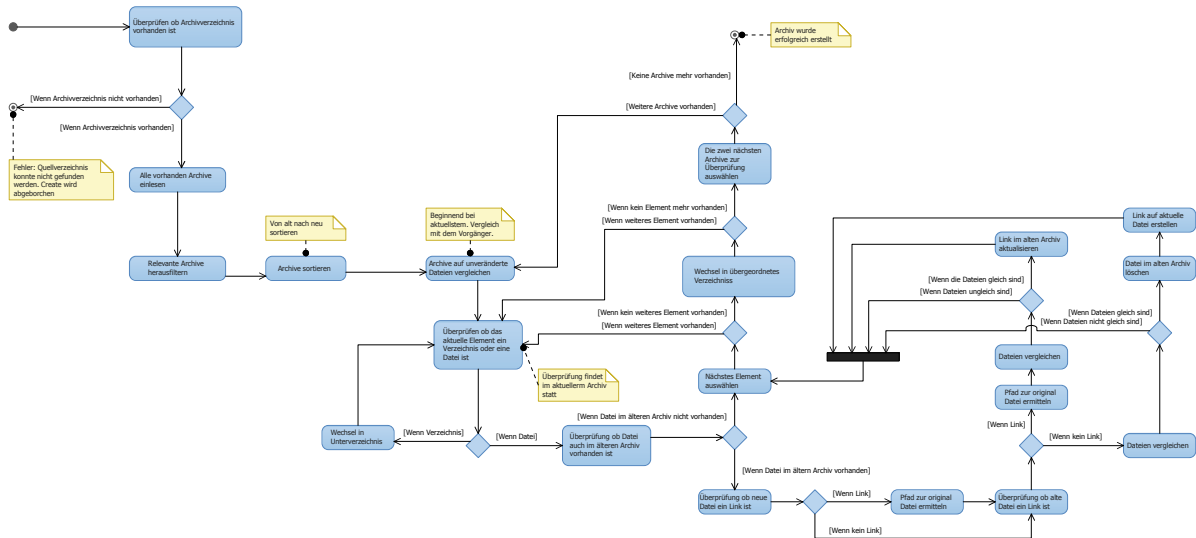 Überprüfen ob Archivverzeichnis
vorhanden ist
[Wenn Archivverzeichnis nicht vorhanden]
[Wenn Archivverzeichnis vorhanden]
Fehler: Quellverzeichnis
konnte nicht gefunden
werden. Create wird
abgeborchen
Alle vorhanden Archive
einlesen
Relevante Archive
herausfiltern
Von alt nach neu
sortieren
Archive sortieren
Beginnend bei
aktuellstem. Vergleich
mit dem Vorgänger.
Archive auf unveränderte
Dateien vergleichen
Überprüfen ob das
aktuelle Element ein
Verzeichnis oder eine
Datei ist
Überprüfung findet
im aktuellerm Archiv
statt
Wechsel in
Unterverzeichnis
[Wenn Verzeichnis]
[Wenn Datei]
Überprüfung ob Datei
auch im älteren Archiv
vorhanden ist
[Wenn Datei im älteren Archiv nicht vorhanden]
[Wenn Datei im ältern Archiv vorhanden]
Nächstes Element
auswählen
[Wenn kein weiteres Element vorhanden]
[Wenn weiteres Element vorhanden]
Wechsel in übergeordnetes
Verzeichniss
[Wenn kein Element mehr vorhanden]
[Wenn weiteres Element vorhanden]
Die zwei nächsten
Archive zur
Überprüfung
auswählen
[Weitere Archive vorhanden]
[Keine Archive mehr vorhanden]
Archiv wurde
erfolgreich erstellt
Überprüfung ob neue
Datei ein Link ist
[Wenn Link]
[Wenn kein Link]
Pfad zur original
Datei ermitteln
Überprüfung ob alte
Datei ein Link ist
[Wenn Link]
[Wenn kein Link]
Pfad zur original
Datei ermitteln
Dateien vergleichen
[Wenn die Dateien gleich sind]
[Wenn Dateien ungleich sind]
Link im alten Archiv
aktualisieren
Dateien vergleichen
[Wenn Dateien gleich sind]
[Wenn Dateien nicht gleich sind]
Datei im alten Archiv
löschen
Link auf aktuelle
Datei erstellen